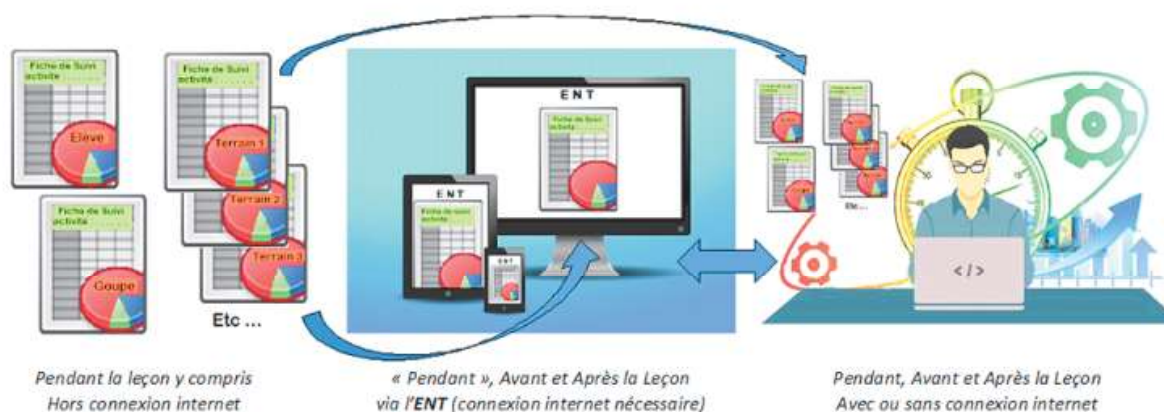 Fiche de Suivi
activité
Elève
Fiche de Suivi
activité
Goupe
Fiche de Suivi
activité
Terrain 1
Terrain 2
Terrain 3
Etc ...
E N T
Fiche de Suivi
activité
E N T
Fiche de suivi
activité
E N T
Etc ...
</>
Pendant la leçon y compris
Hors connexion internet
« Pendant », Avant et Après la Leçon
via l'ENT (connexion internet nécessaire)
Pendant, Avant et Après la Leçon
Avec ou sans connexion internet